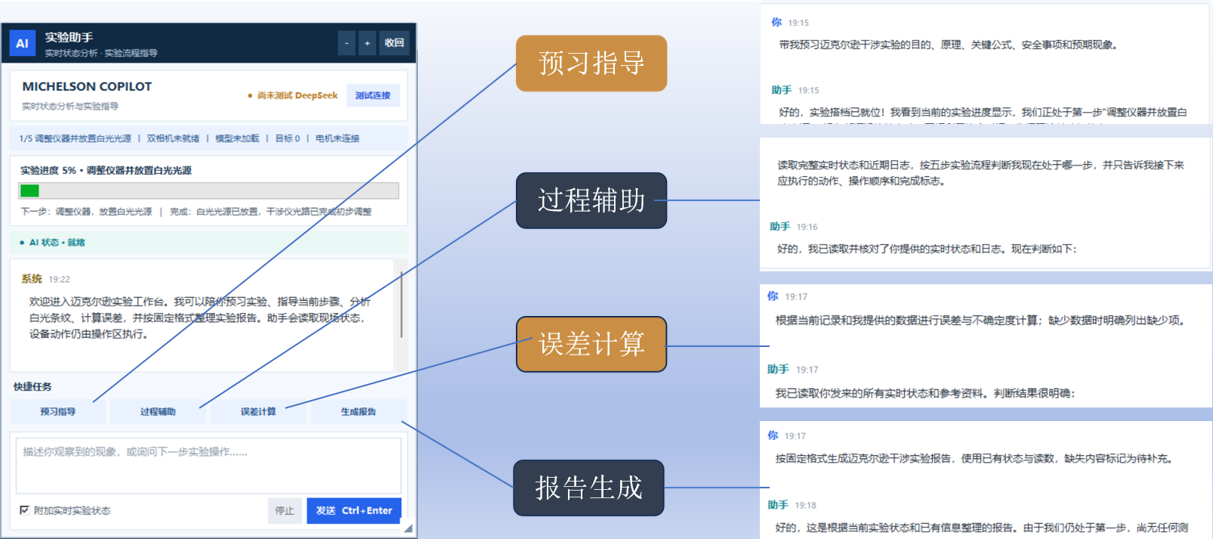 AI
实验助手
实时状态分析 · 实验流程指导
- + 收回
MICHELSON COPILOT
实时状态分析与实验指导
● 尚未测试 DeepSeek
测试连接
1/5 调整仪器并放置白光光源 | 双相机未就绪 | 模型未加载 | 目标 0 | 电机未连接
实验进度 5% • 调整仪器并放置白光光源
下一步：调整仪器，放置白光光源 | 完成：白光光源已放置，干涉仪光路已完成初步调整
● AI 状态 • 就绪
系统 19:22
欢迎进入迈克尔逊实验工作台。我可以陪你预习实验、指导当前步骤、分析
白光条纹、计算误差，并按固定格式整理实验报告。助手会读取现场状态，
设备动作仍由操作区执行。
快捷任务
预习指导 过程辅助 误差计算 生成报告
描述你观察到的现象，或询问下一步实验操作......
附加实时实验状态
停止
发送 Ctrl+Enter
预习指导
过程辅助
误差计算
报告生成
你 19:15
带我预习迈克尔逊干涉实验的目的、原理、关键公式、安全事项和预期现象。
助手 19:15
好的，实验搭档已就位！我看到当前的实验进度显示，我们正处于第一步“调整仪器并放置白
读取完整实时状态和近期日志，按五步实验流程判断我现在处于哪一步，并只告诉我接下来
应执行的动作、操作顺序和完成标志。
助手 19:16
好的，我已读取并核对了你提供的实时状态和日志。现在判断如下：
你 19:17
根据当前记录和我提供的数据进行误差与不确定度计算；缺少数据时明确列出缺少项。
助手 19:17
我已读取你发来的所有实时状态和参考资料。判断结果很明确：
你 19:17
按固定格式生成迈克尔逊干涉实验报告，使用已有状态与读数，缺失内容标记为待补充。
助手 19:18
好的，这是根据当前实验状态和已有信息整理的报告。由于我们仍处于第一步，尚无任何测